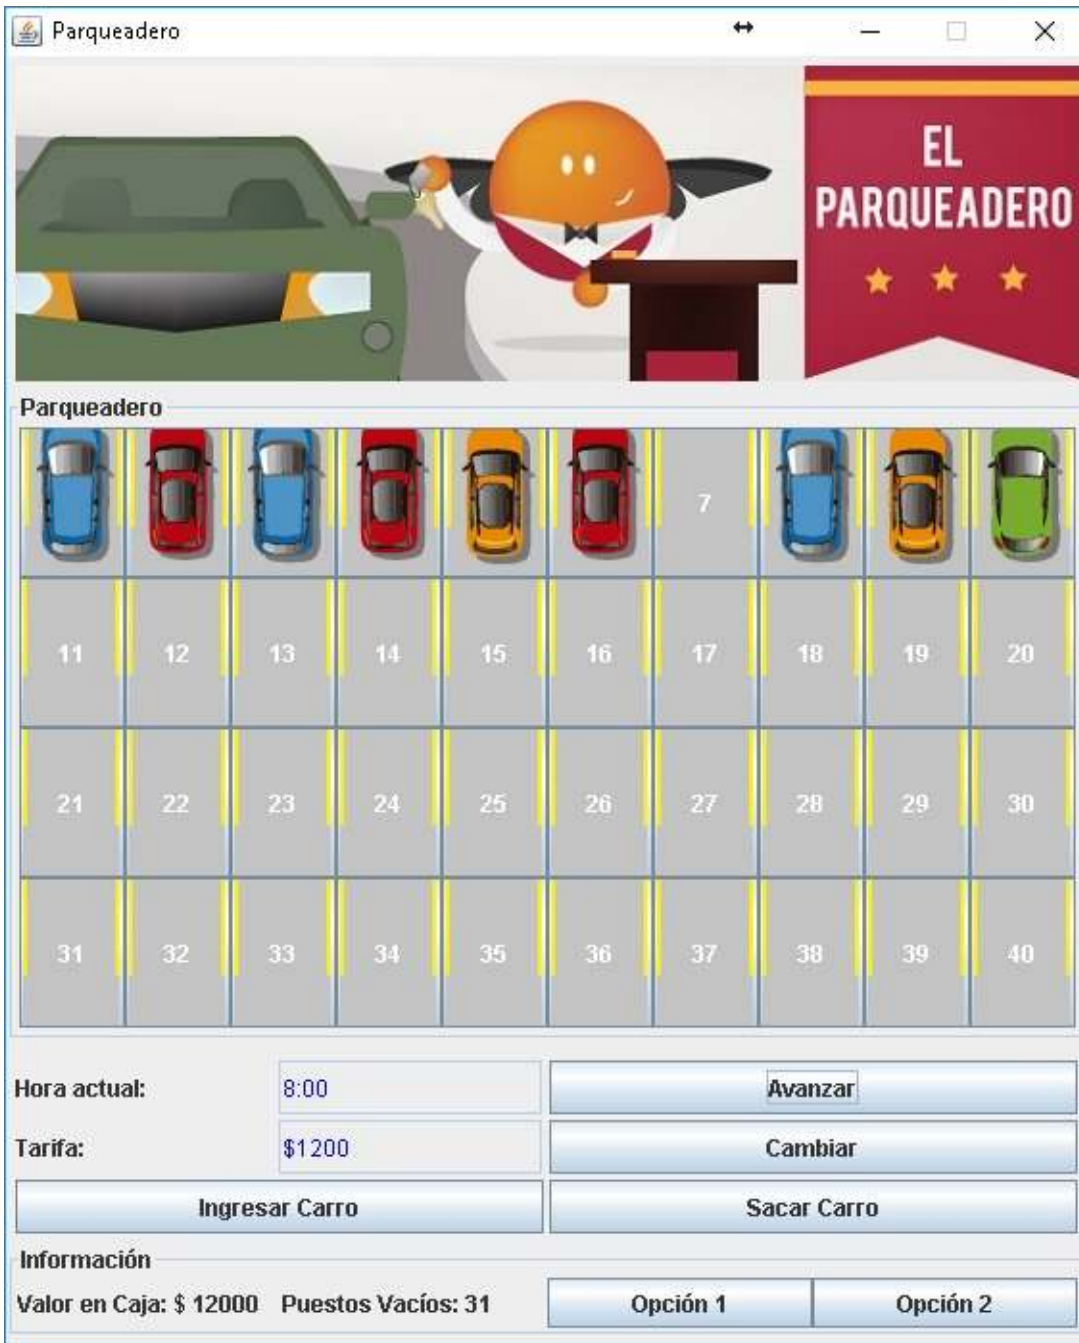 Parqueadero
EL
PARQUEADERO
Parqueadero
7
11 12 13 14 15 16 17 18 19 20
21 22 23 24 25 26 27 28 29 30
31 32 33 34 35 36 37 38 39 40
Hora actual: 8:00 Avanzar
Tarifa: $1200 Cambiar
Ingresar Carro Sacar Carro
Información
Valor en Caja: $ 12000 Puestos Vacíos: 31 Opción 1 Opción 2